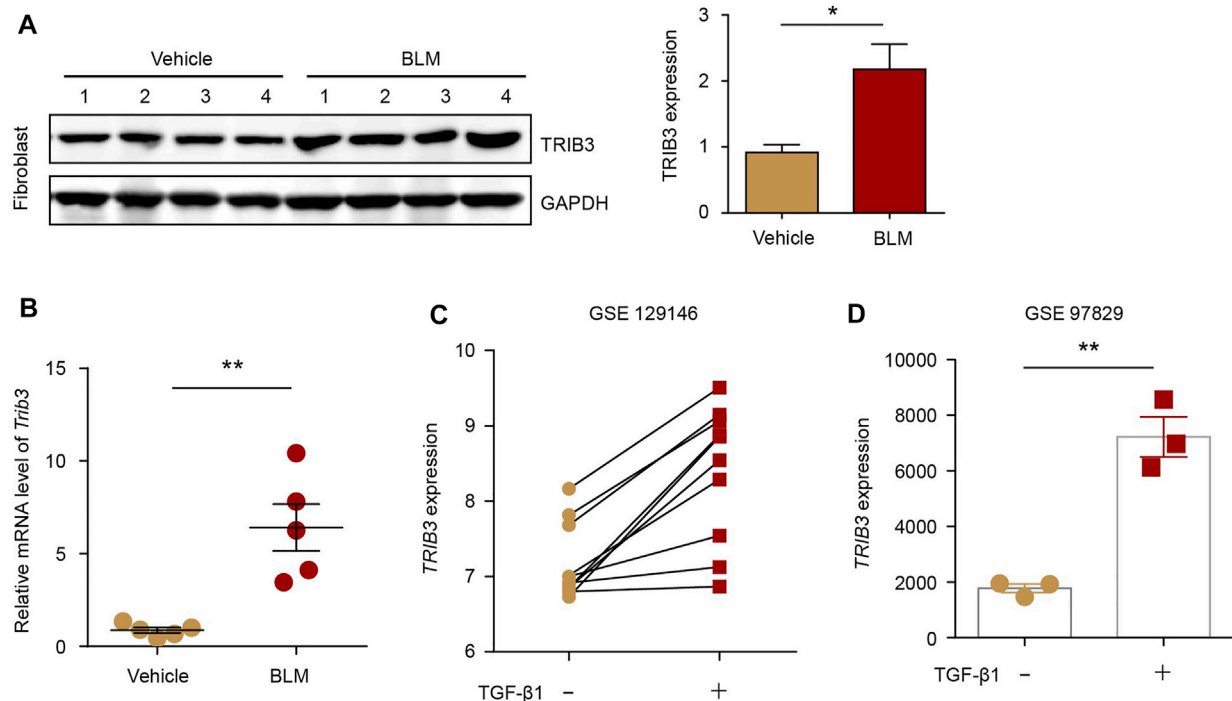 A
Vehicle BLM
1 2 3 4 1 2 3 4
Fibroblast
TRIB3
GAPDH
TRIB3 expression
3
2
1
0
*
Vehicle BLM
B
Relative mRNA level of Trib3
15
10
5
0
**
Vehicle BLM
C
GSE 129146
TRIB3 expression
10
9
8
7
6
TGF-β1 − +
D
GSE 97829
TRIB3 expression
10000
8000
6000
4000
2000
0
**
TGF-β1 − +